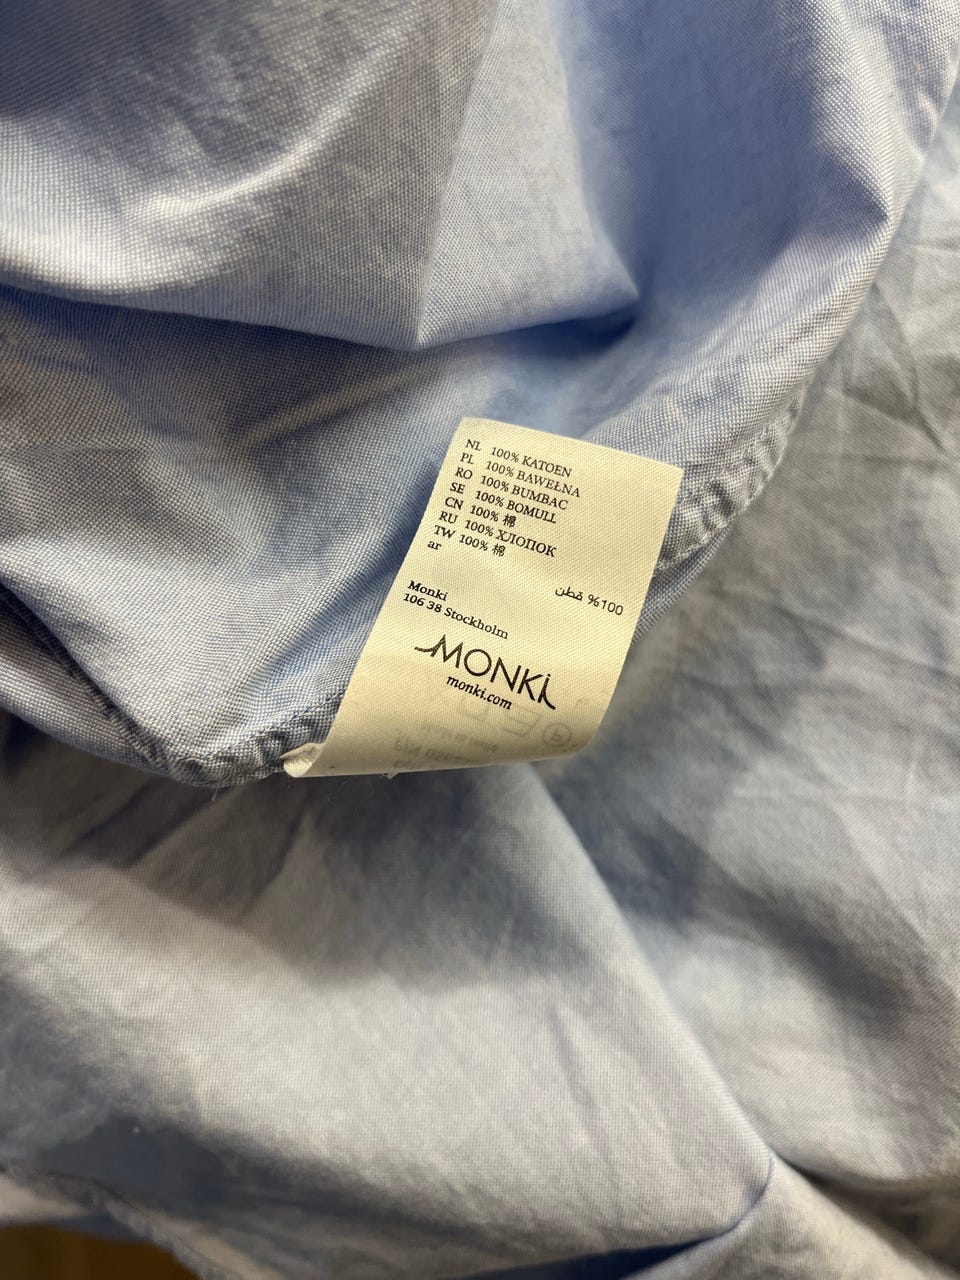 NL 100% KATOEN
PL 100% BAWEŁNA
RO 100% BUMBAC
SE 100% BOMULL
CN 100% 棉
RU 100% ХЛОПОК
TW 100% 棉
ar
100% قطن
Monki
106 38 Stockholm
MONKI
monki.com